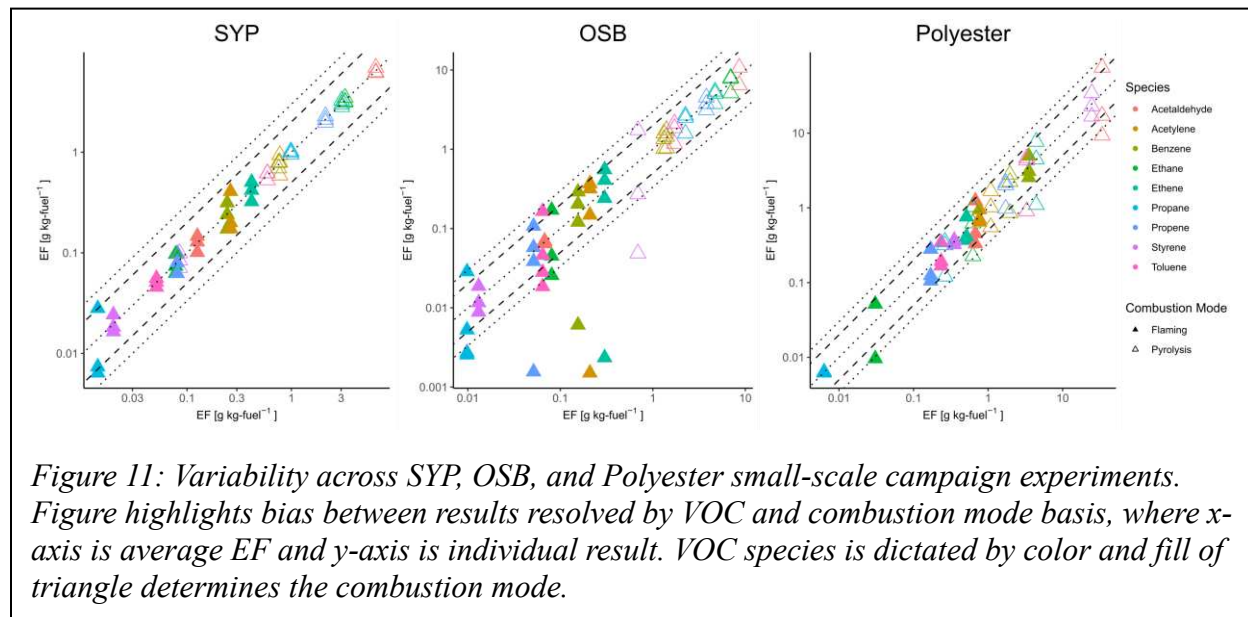 SYP
OSB
Polyester
EF [g kg-fuel⁻¹ ]
1
0.1
0.01
0.03
0.1
0.3
1
3
EF [g kg-fuel⁻¹ ]
EF [g kg-fuel⁻¹ ]
10
1
0.1
0.01
0.001
0.01
0.1
1
10
EF [g kg-fuel⁻¹ ]
EF [g kg-fuel⁻¹ ]
10
1
0.1
0.01
0.01
0.1
1
10
EF [g kg-fuel⁻¹ ]
Species
Acetaldehyde
Acetylene
Benzene
Ethane
Ethene
Propane
Propene
Styrene
Toluene
Combustion Mode
Flaming
Pyrolysis
Figure 11: Variability across SYP, OSB, and Polyester small-scale campaign experiments.
Figure highlights bias between results resolved by VOC and combustion mode basis, where x-
axis is average EF and y-axis is individual result. VOC species is dictated by color and fill of
triangle determines the combustion mode.